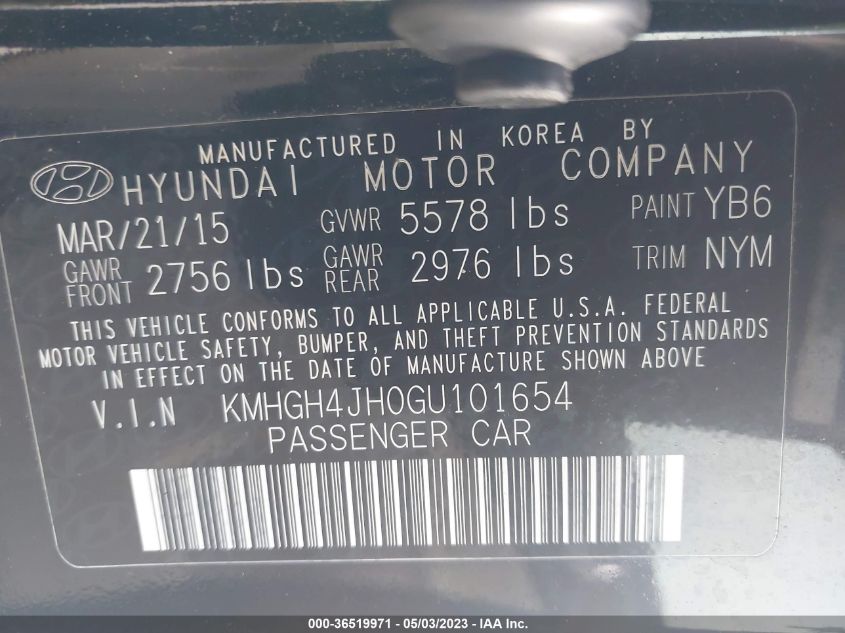 MANUFACTURED IN KOREA BY
HYUNDAI MOTOR COMPANY
MAR/21/15 GVWR 5578 lbs PAINT YB6
GAWR FRONT 2756 lbs GAWR REAR 2976 lbs TRIM NYM
THIS VEHICLE CONFORMS TO ALL APPLICABLE U.S.A. FEDERAL
MOTOR VEHICLE SAFETY, BUMPER, AND THEFT PREVENTION STANDARDS
IN EFFECT ON THE DATE OF MANUFACTURE SHOWN ABOVE
V.I.N KMHGH4JH0GU101654
PASSENGER CAR
000-36519971 - 05/03/2023 - IAA Inc.